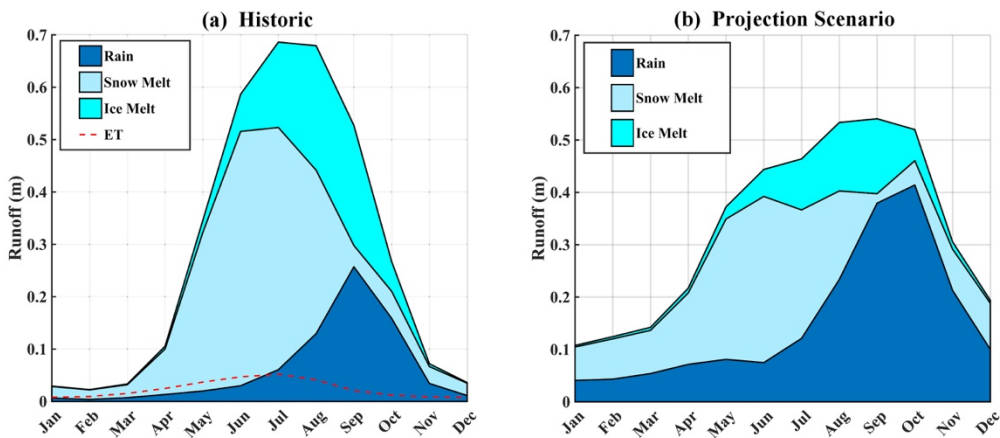 (a) Historic
0.7
0.6
0.5
0.4
0.3
0.2
0.1
0
Runoff (m)
Rain
Snow Melt
Ice Melt
ET
Jan Feb Mar Apr May Jun Jul Aug Sep Oct Nov Dec
(b) Projection Scenario
0.7
0.6
0.5
0.4
0.3
0.2
0.1
0
Runoff (m)
Rain
Snow Melt
Ice Melt
Jan Feb Mar Apr May Jun Jul Aug Sep Oct Nov Dec